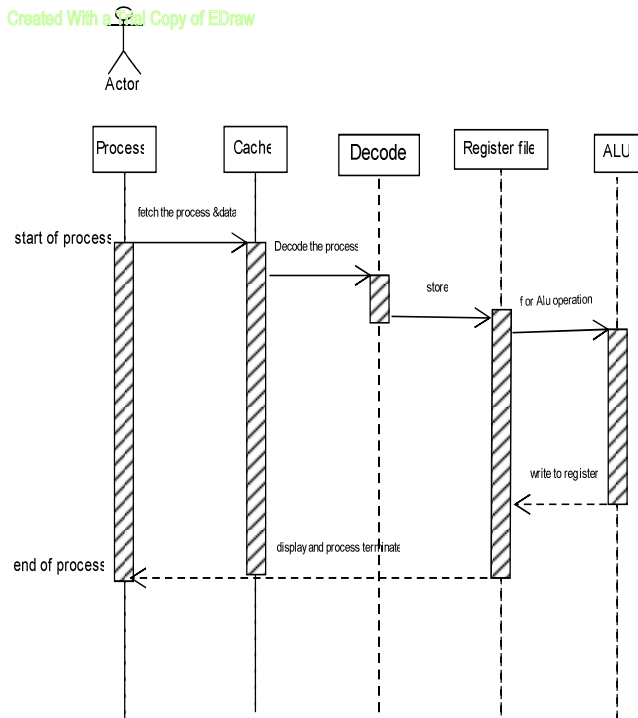 Created With a Trial Copy of EDraw
Actor
Process
Cache
Decode
Register file
ALU
fetch the process &data
start of process
Decode the process
store
for Alu operation
write to register
display and process terminate
end of process